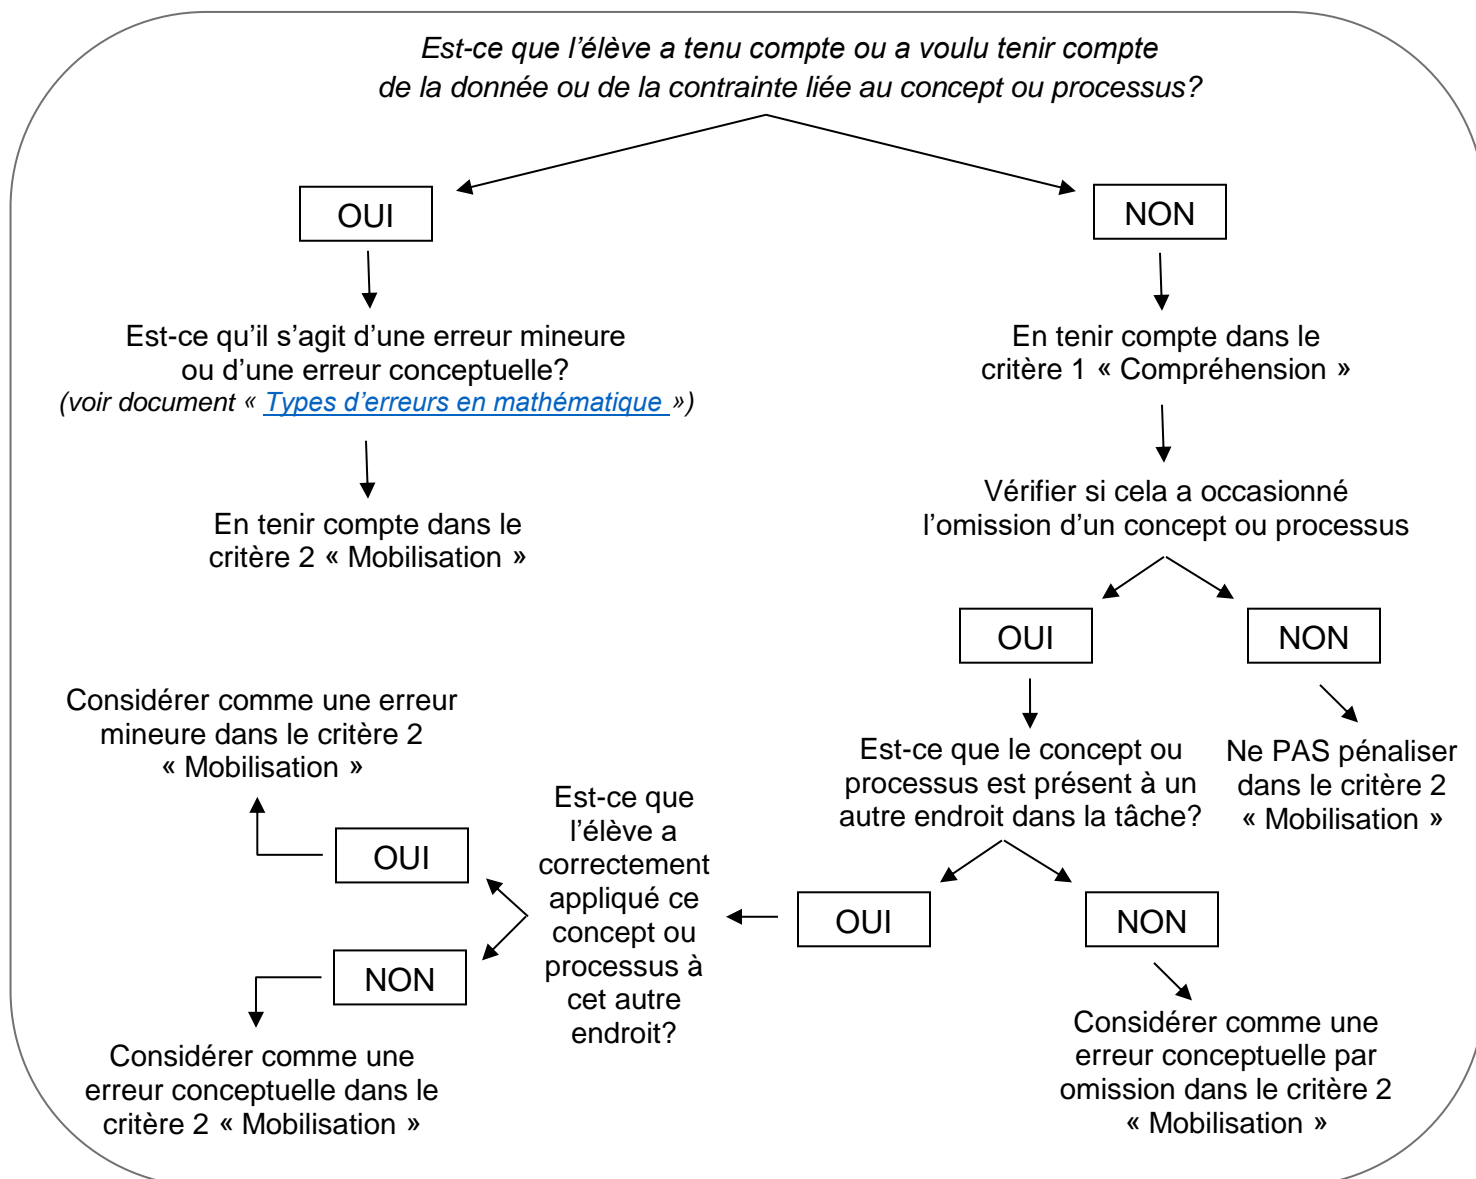 Est-ce que l’élève a tenu compte ou a voulu tenir compte
de la donnée ou de la contrainte liée au concept ou processus?
OUI
NON
Est-ce qu’il s’agit d’une erreur mineure
ou d’une erreur conceptuelle?
(voir document « Types d’erreurs en mathématique »)
En tenir compte dans le
critère 2 « Mobilisation »
En tenir compte dans le
critère 1 « Compréhension »
Vérifier si cela a occasionné
l’omission d’un concept ou processus
OUI
NON
Ne PAS pénaliser
dans le critère 2
« Mobilisation »
Est-ce que le concept ou
processus est présent à un
autre endroit dans la tâche?
OUI
NON
Considérer comme une
erreur conceptuelle par
omission dans le critère 2
« Mobilisation »
Est-ce que
l’élève a
correctement
appliqué ce
concept ou
processus à
cet autre
endroit?
OUI
Considérer comme une erreur
mineure dans le critère 2
« Mobilisation »
NON
Considérer comme une
erreur conceptuelle dans le
critère 2 « Mobilisation »